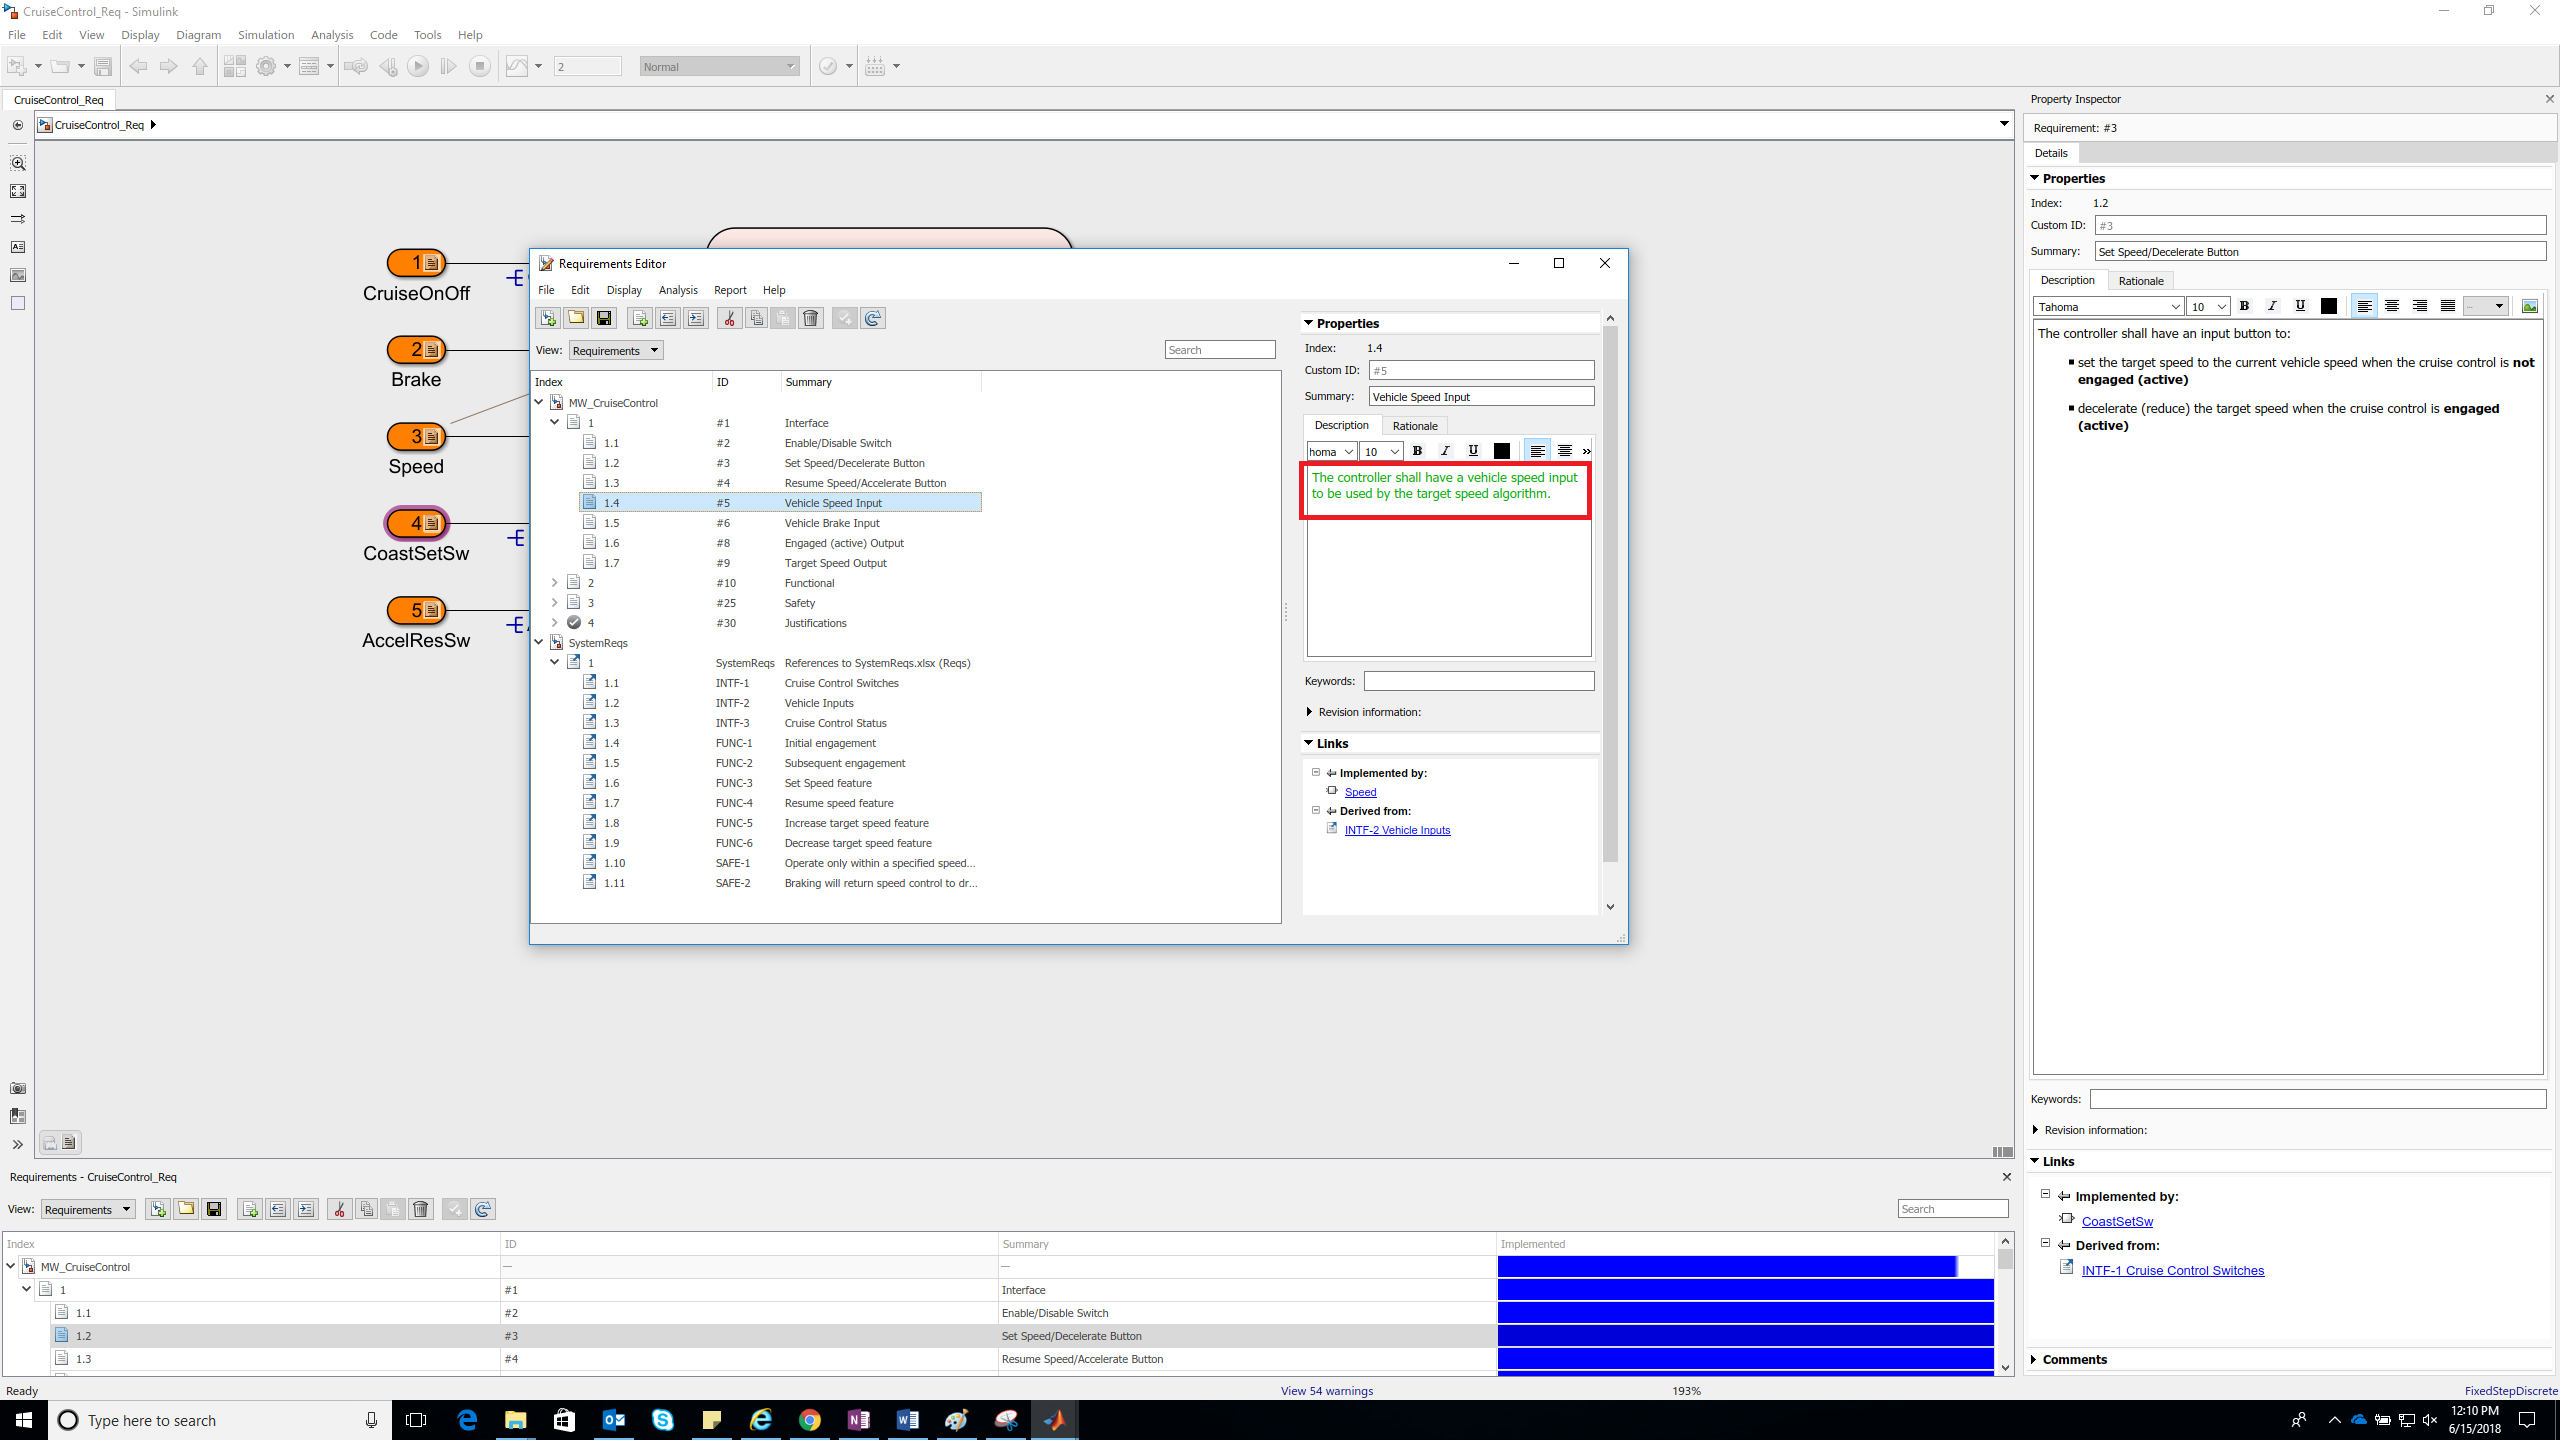 CruiseControl_Req - Simulink
File Edit View Display Diagram Simulation Analysis Code Tools Help
2 Normal
CruiseControl_Req
CruiseControl_Req
1
CruiseOnOff
2
Brake
3
Speed
4
CoastSetSw
5
AccelResSw
Requirements Editor
File Edit Display Analysis Report Help
View: Requirements Search
Index ID Summary
MW_CruiseControl
1 #1 Interface
1.1 #2 Enable/Disable Switch
1.2 #3 Set Speed/Decelerate Button
1.3 #4 Resume Speed/Accelerate Button
1.4 #5 Vehicle Speed Input
1.5 #6 Vehicle Brake Input
1.6 #8 Engaged (active) Output
1.7 #9 Target Speed Output
2 #10 Functional
3 #25 Safety
4 #30 Justifications
SystemReqs
1 SystemReqs References to SystemReqs.xlsx (Reqs)
1.1 INTF-1 Cruise Control Switches
1.2 INTF-2 Vehicle Inputs
1.3 INTF-3 Cruise Control Status
1.4 FUNC-1 Initial engagement
1.5 FUNC-2 Subsequent engagement
1.6 FUNC-3 Set Speed feature
1.7 FUNC-4 Resume speed feature
1.8 FUNC-5 Increase target speed feature
1.9 FUNC-6 Decrease target speed feature
1.10 SAFE-1 Operate only within a specified speed...
1.11 SAFE-2 Braking will return speed control to dr...
Properties
Index: 1.4
Custom ID: #5
Summary: Vehicle Speed Input
Description Rationale
homa 10 B I U »
The controller shall have a vehicle speed input
to be used by the target speed algorithm.
Keywords:
Revision information:
Links
Implemented by:
Speed
Derived from:
INTF-2 Vehicle Inputs
Property Inspector
Requirement: #3
Details
Properties
Index: 1.2
Custom ID: #3
Summary: Set Speed/Decelerate Button
Description Rationale
Tahoma 10 B I U
The controller shall have an input button to:
set the target speed to the current vehicle speed when the cruise control is not
engaged (active)
decelerate (reduce) the target speed when the cruise control is engaged
(active)
Keywords:
Revision information:
Links
Implemented by:
CoastSetSw
Derived from:
INTF-1 Cruise Control Switches
Comments
Requirements - CruiseControl_Req
View: Requirements Search
Index ID Summary Implemented
MW_CruiseControl — —
1 #1 Interface
1.1 #2 Enable/Disable Switch
1.2 #3 Set Speed/Decelerate Button
1.3 #4 Resume Speed/Accelerate Button
Ready View 54 warnings 193% FixedStepDiscrete
Type here to search
12:10 PM
6/15/2018